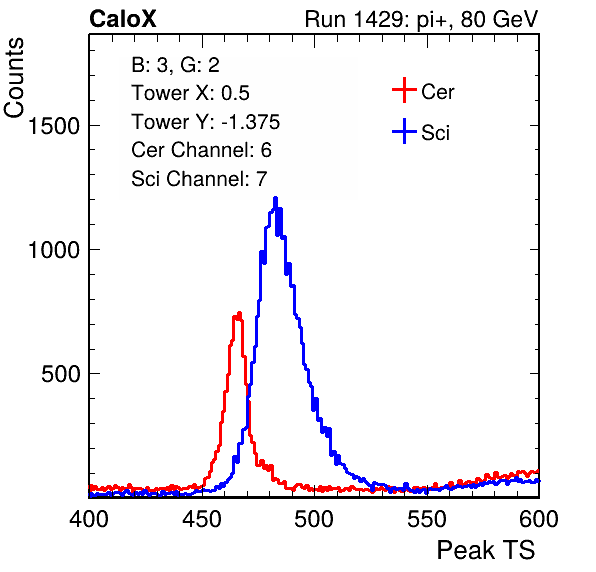 CaloX Run 1429: pi+, 80 GeV
Counts
B: 3, G: 2
Tower X: 0.5
Tower Y: -1.375
Cer Channel: 6
Sci Channel: 7
Cer
Sci
1500
1000
500
400 450 500 550 600
Peak TS